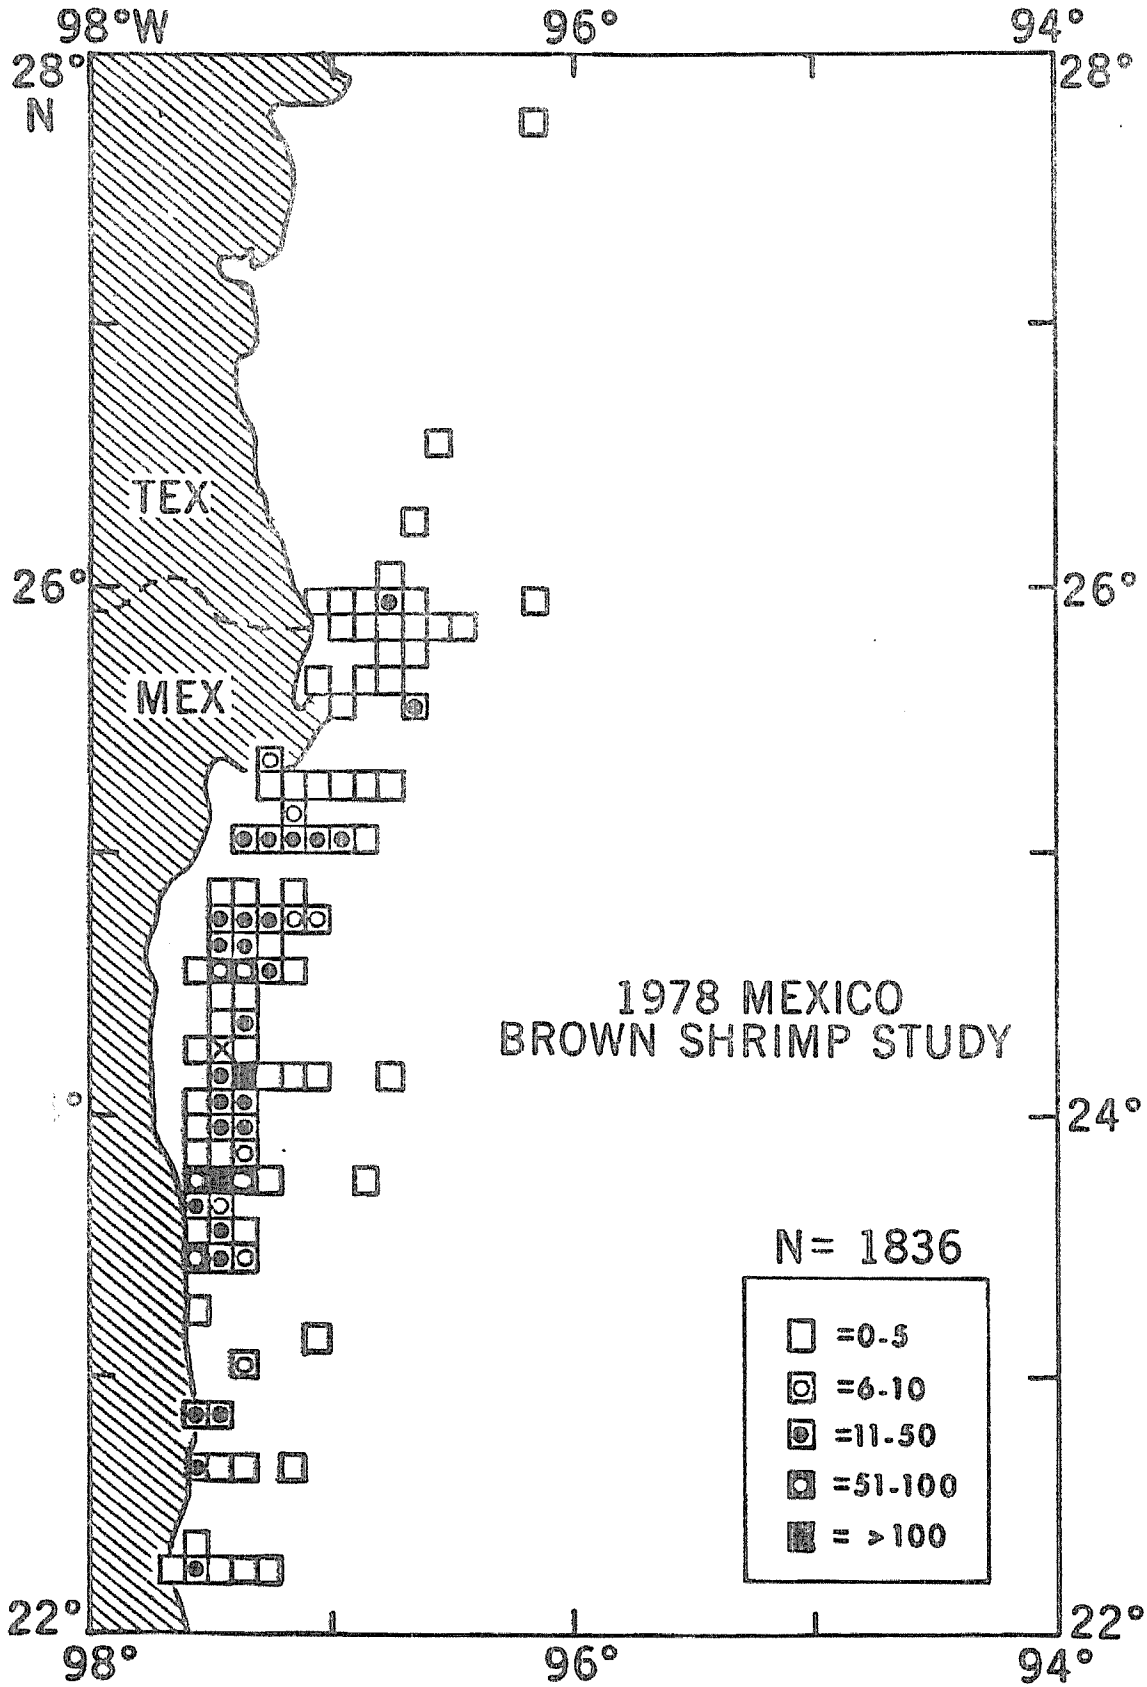 98°W 96° 94°
28° 28°
N
TEX
26° 26°
MEX
1978 MEXICO
BROWN SHRIMP STUDY
° 24°
N= 1836
=0-5
=6-10
=11-50
=51-100
= >100
22° 22°
98° 96° 94°